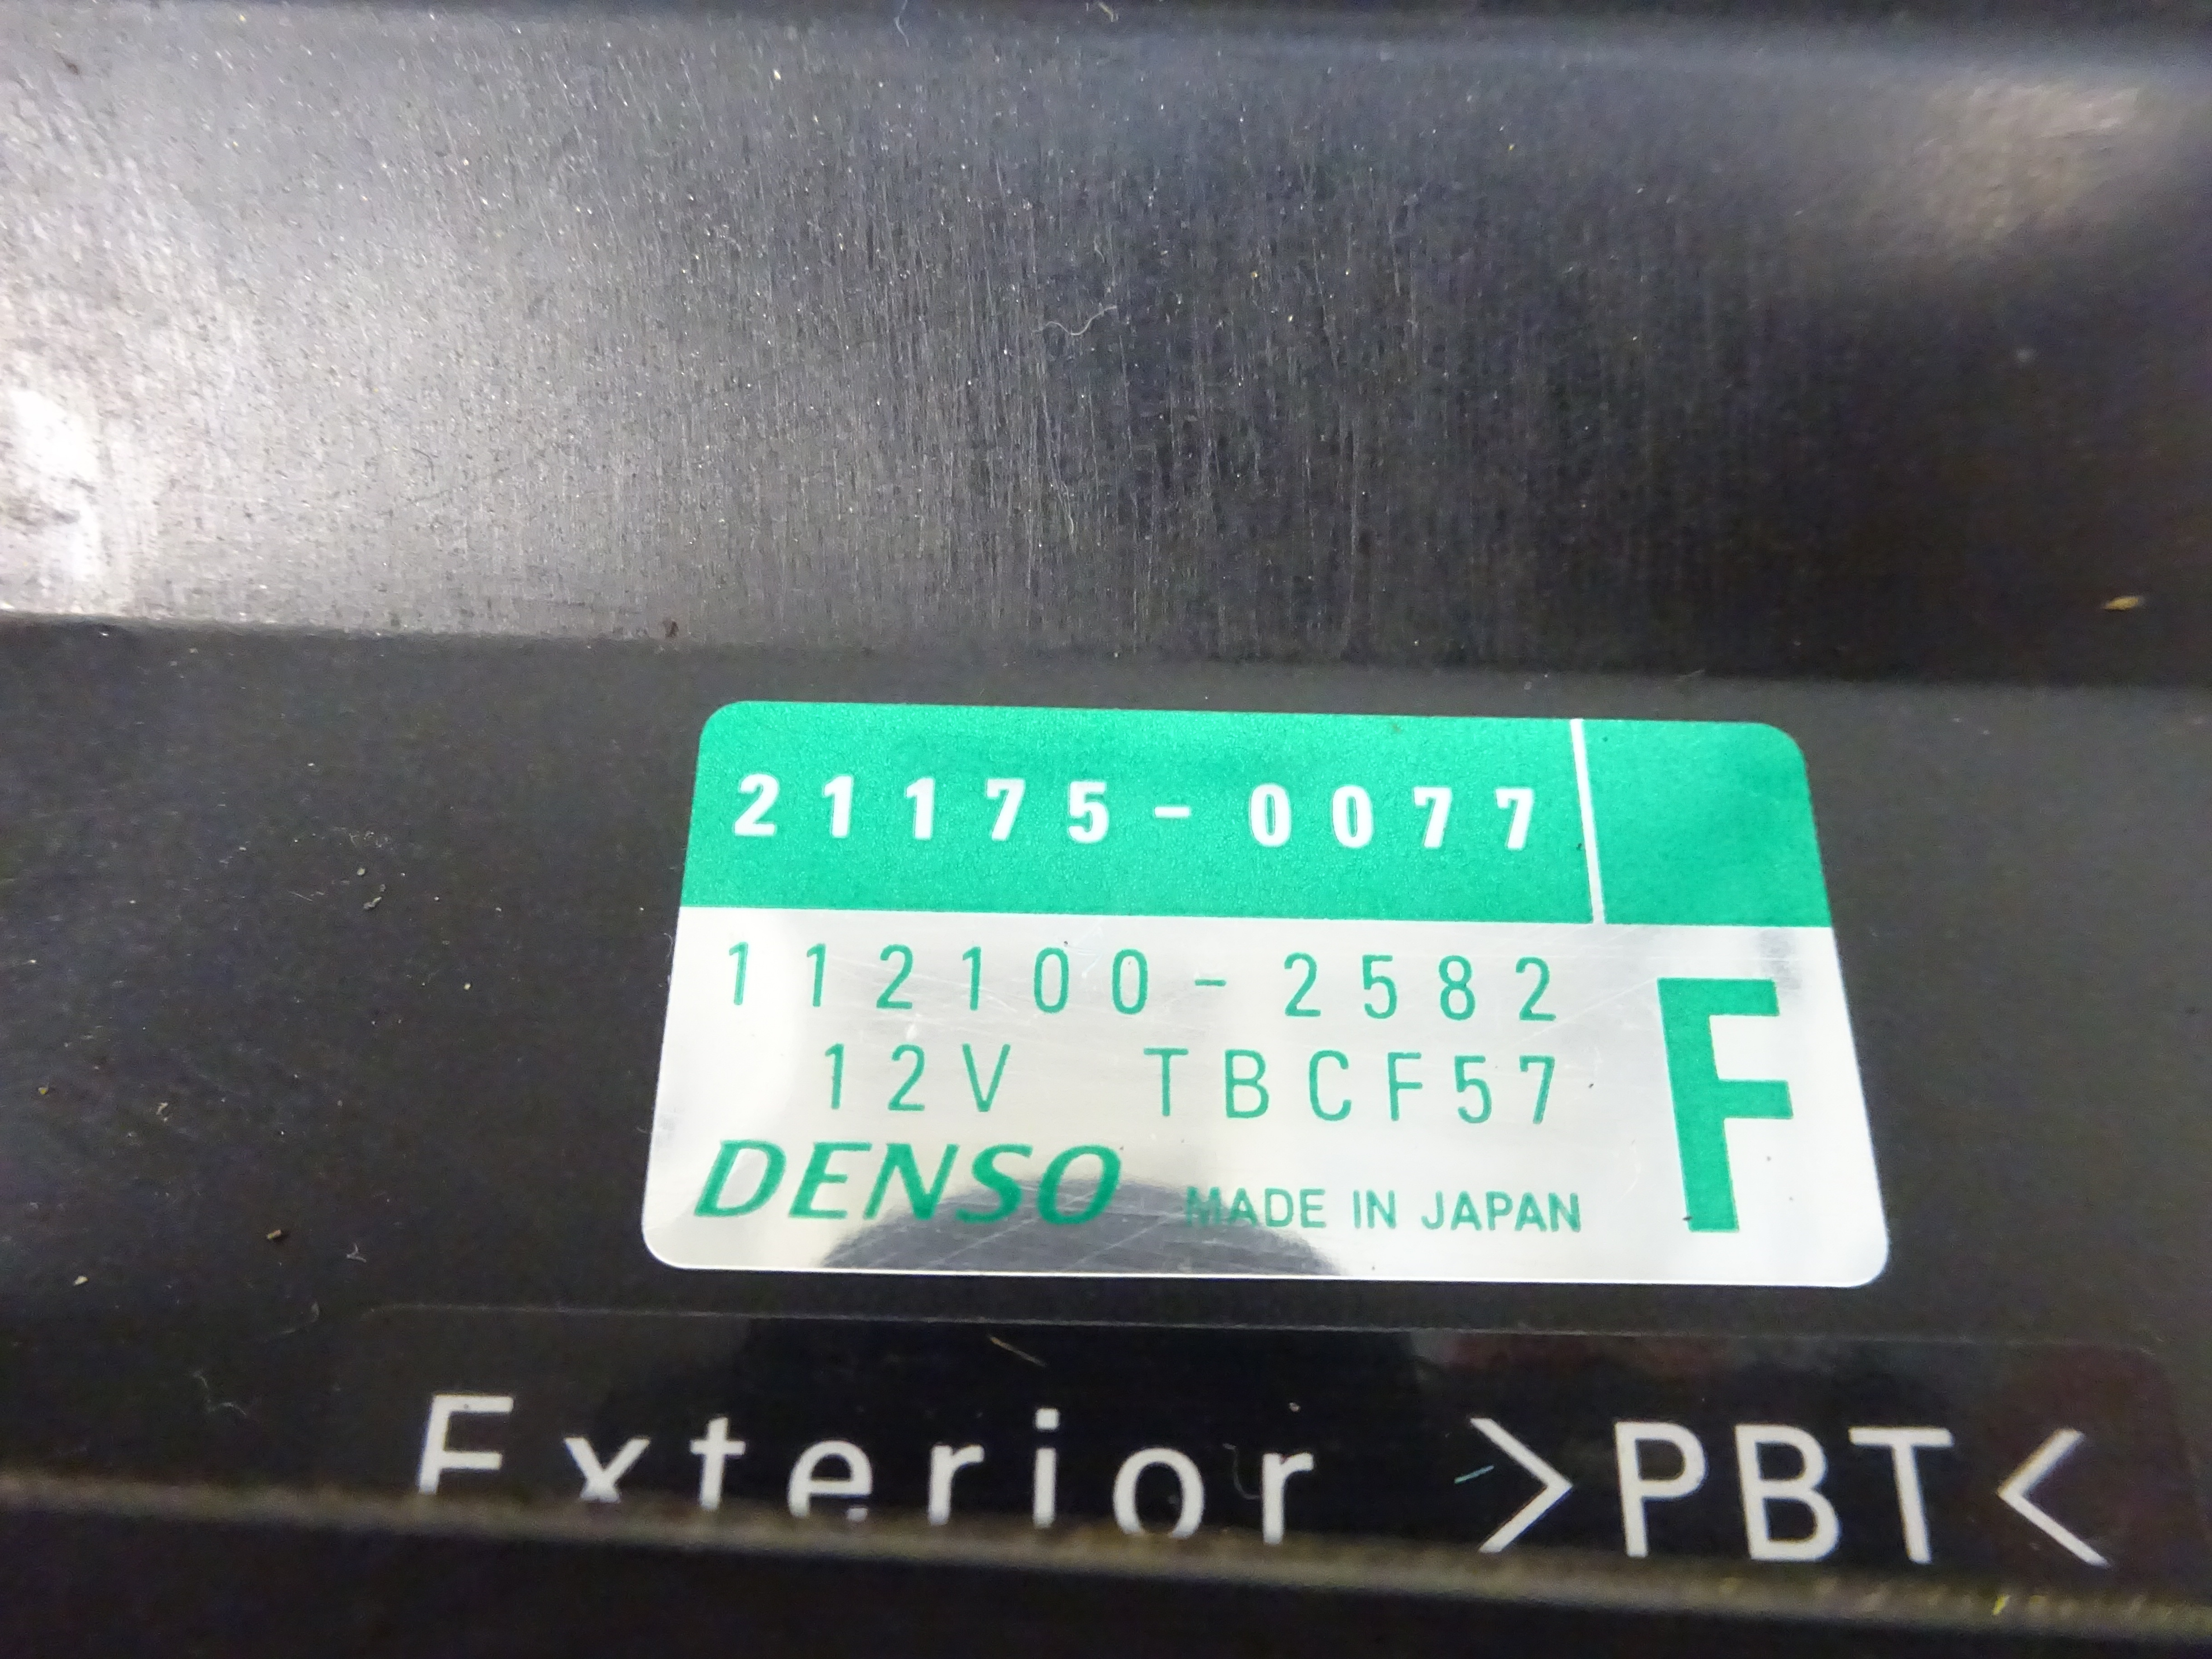 21175-0077
112100-2582
12V TBCF57
F
DENSO MADE IN JAPAN
Exterior >PBT<